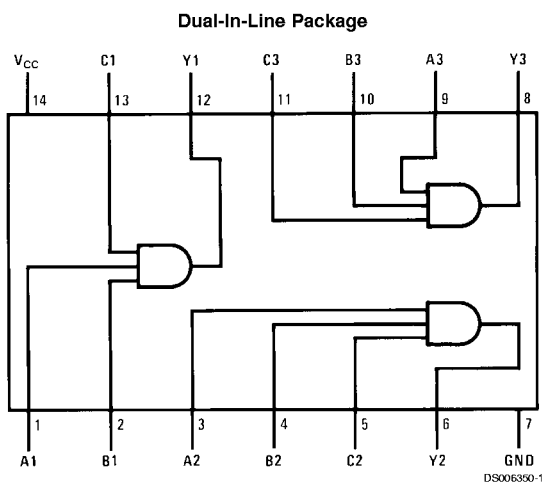 Dual-In-Line Package
VCC C1 Y1 C3 B3 A3 Y3
14 13 12 11 10 9 8
1 2 3 4 5 6 7
A1 B1 A2 B2 C2 Y2 GND
DS006350-1